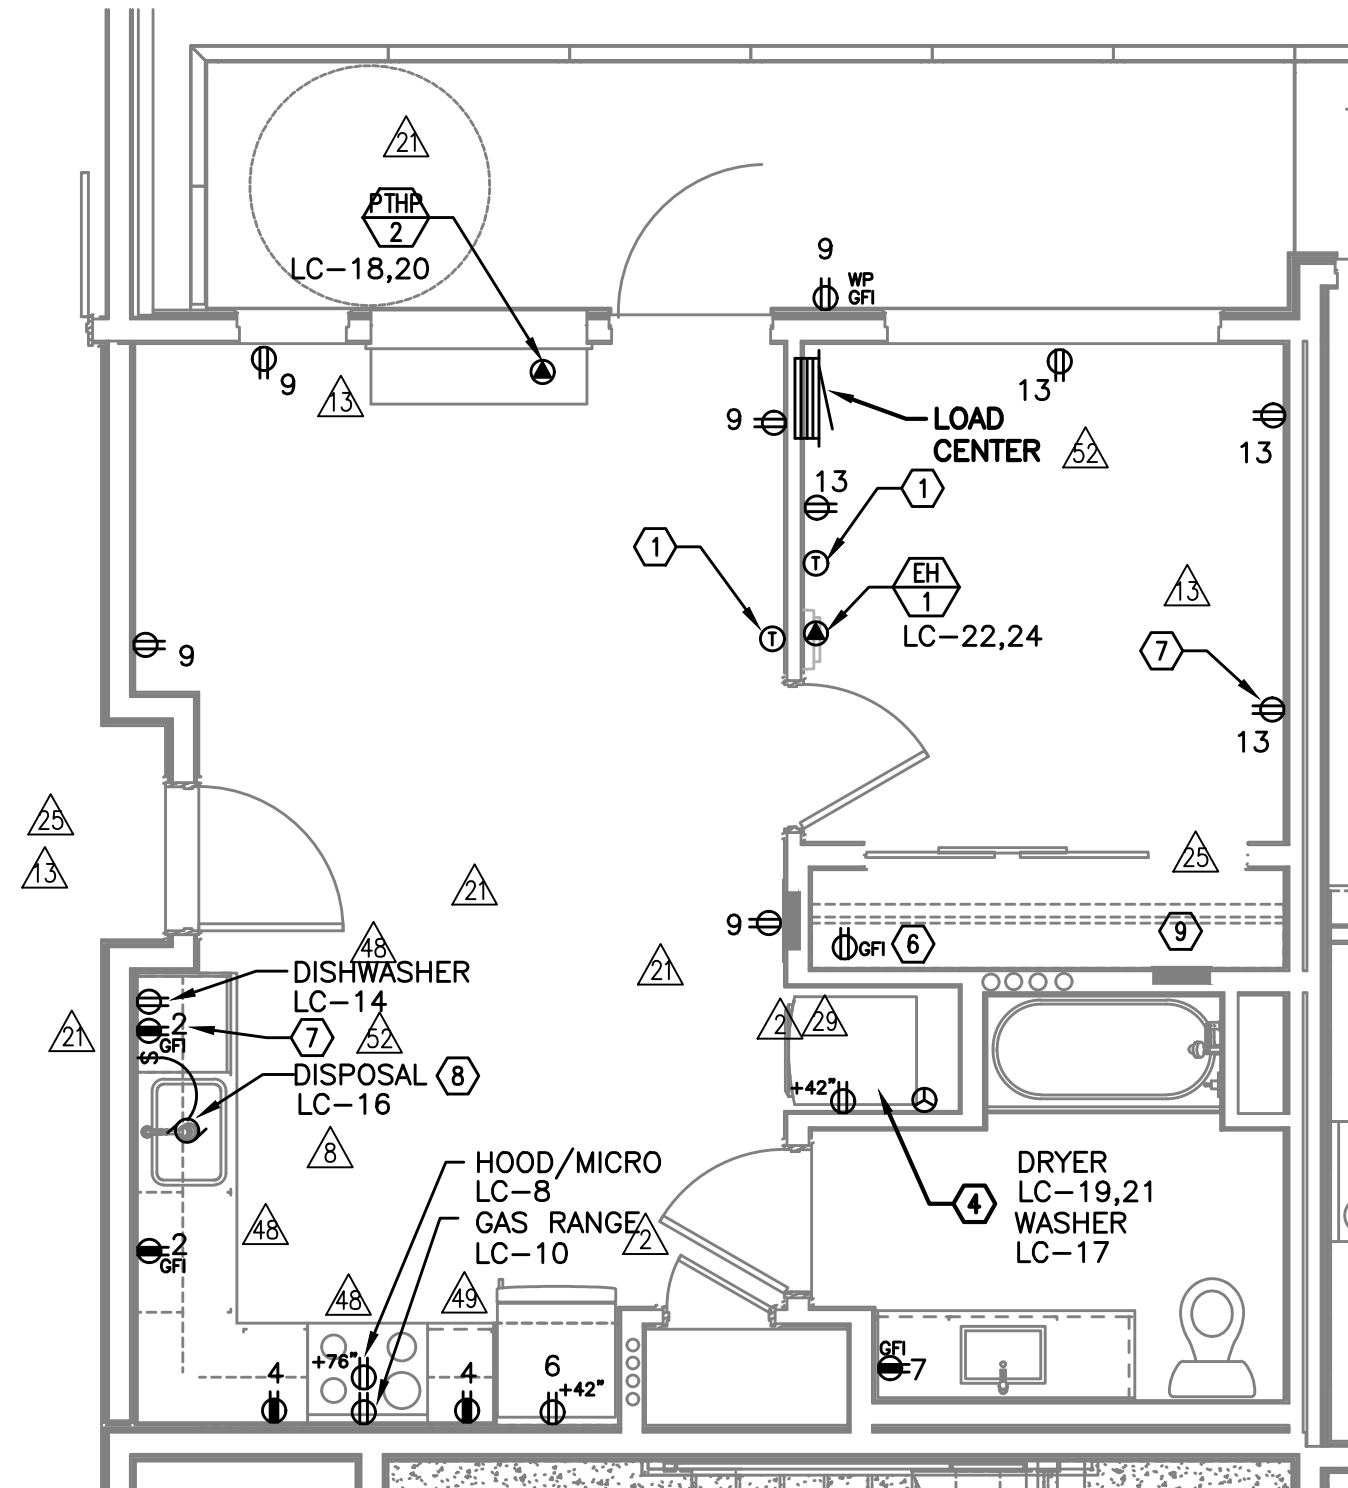 21
PTHP
2
LC-18,20
9
WP
GFI
9
13
13
9
LOAD
CENTER
13
52
13
13
1
1
T
EH
1
LC-22,24
T
13
9
7
13
25
13
25
21
9
GFI
6
9
48
21
DISHWASHER
LC-14
2
GFI
7
52
21
2
29
S
DISPOSAL
8
LC-16
+42"
8
HOOD/MICRO
LC-8
GAS RANGE
LC-10
2
4
DRYER
LC-19,21
WASHER
LC-17
48
2
GFI
48
49
+76"
4
4
6
+42"
GFI
7